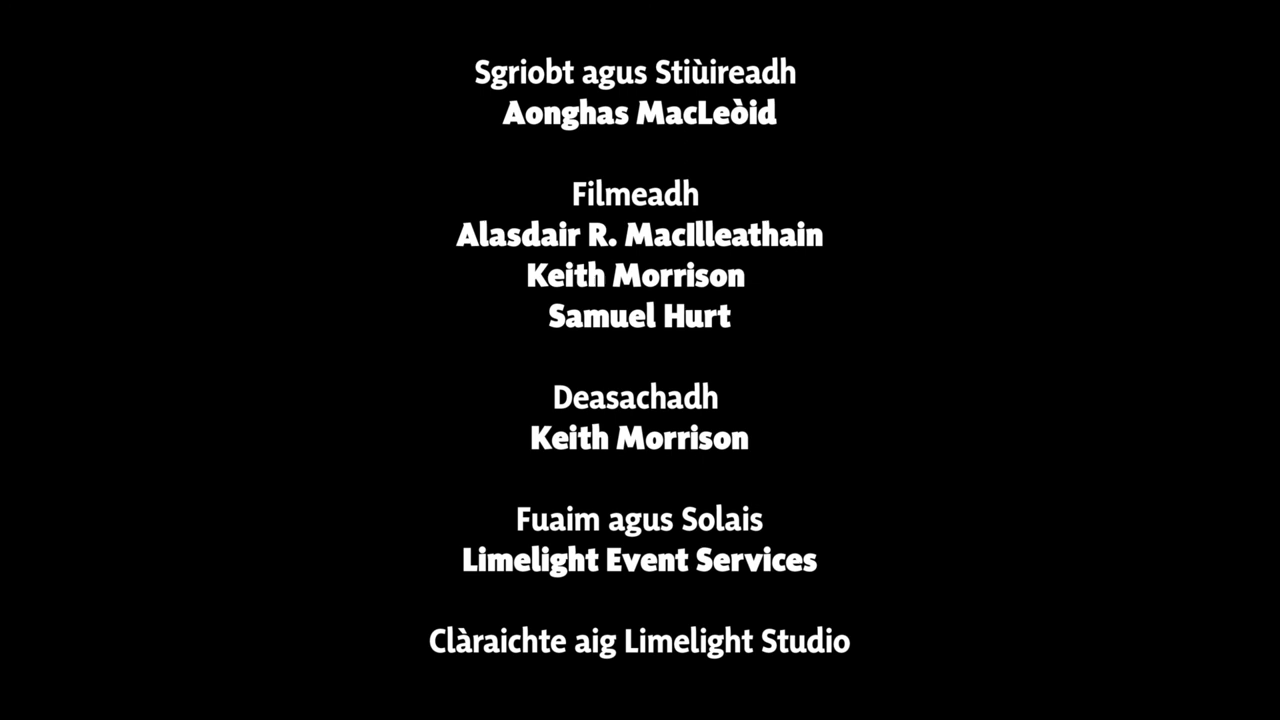 Sgriobt agus Stiùireadh
Aonghas MacLeòid
Filmeadh
Alasdair R. MacIlleathain
Keith Morrison
Samuel Hurt
Deasachadh
Keith Morrison
Fuaim agus Solais
Limelight Event Services
Clàraichte aig Limelight Studio